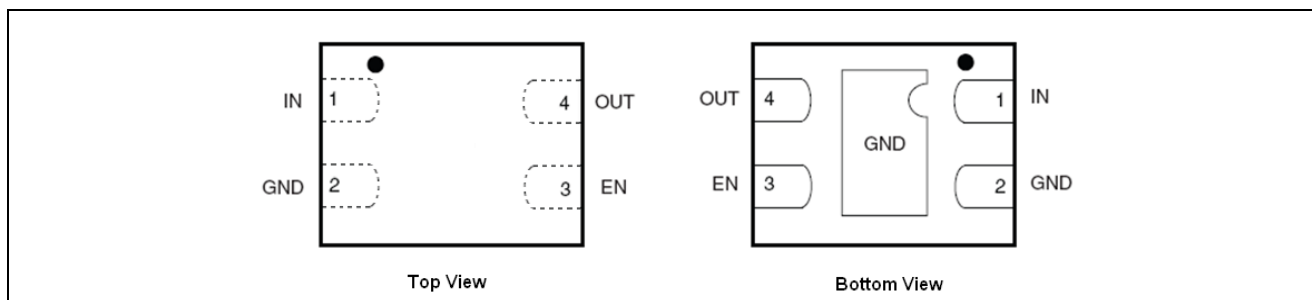 IN 1 4 OUT
GND 2 3 EN
Top View
OUT 4 1 IN
GND
EN 3 2 GND
Bottom View